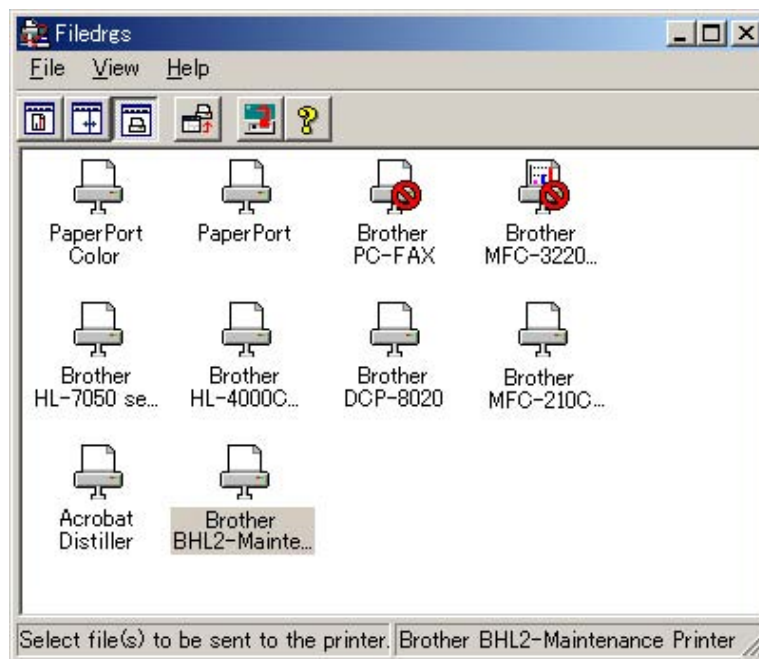 Filedrgs
File View Help
PaperPort
Color
PaperPort
Brother
PC-FAX
Brother
MFC-3220...
Brother
HL-7050 se...
Brother
HL-4000C...
Brother
DCP-8020
Brother
MFC-210C...
Acrobat
Distiller
Brother
BHL2-Mainte...
Select file(s) to be sent to the printer. Brother BHL2-Maintenance Printer